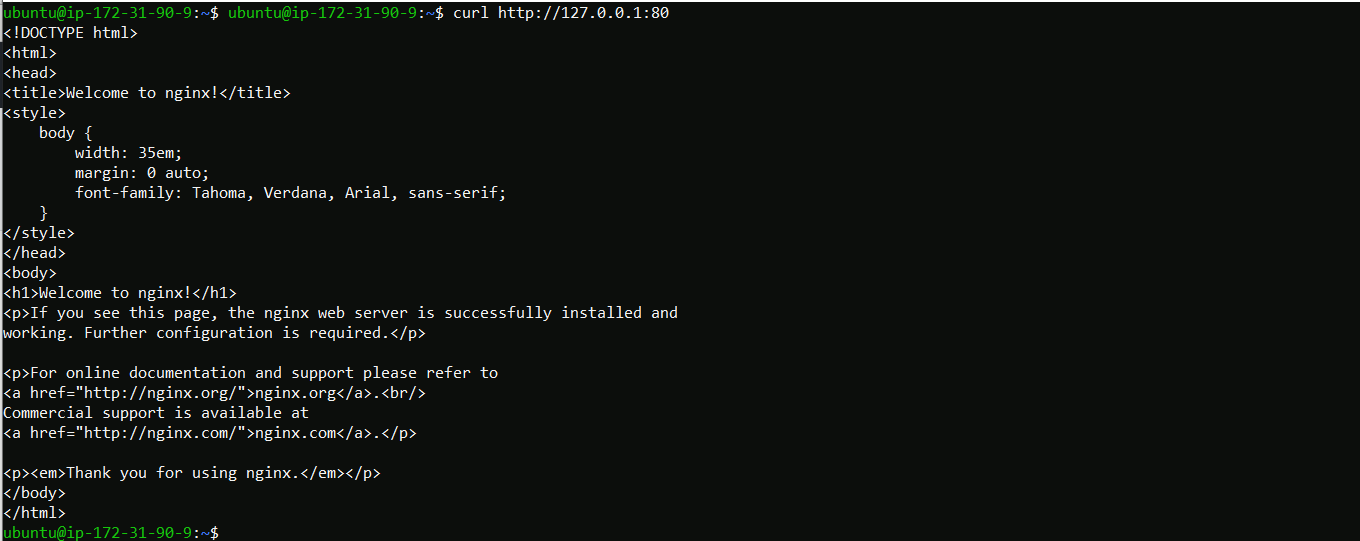 ubuntu@ip-172-31-90-9:~$ ubuntu@ip-172-31-90-9:~$ curl http://127.0.0.1:80
<!DOCTYPE html>
<html>
<head>
<title>Welcome to nginx!</title>
<style>
    body {
        width: 35em;
        margin: 0 auto;
        font-family: Tahoma, Verdana, Arial, sans-serif;
    }
</style>
</head>
<body>
<h1>Welcome to nginx!</h1>
<p>If you see this page, the nginx web server is successfully installed and
working. Further configuration is required.</p>

<p>For online documentation and support please refer to
<a href="http://nginx.org/">nginx.org</a>.<br/>
Commercial support is available at
<a href="http://nginx.com/">nginx.com</a>.</p>

<p><em>Thank you for using nginx.</em></p>
</body>
</html>
ubuntu@ip-172-31-90-9:~$